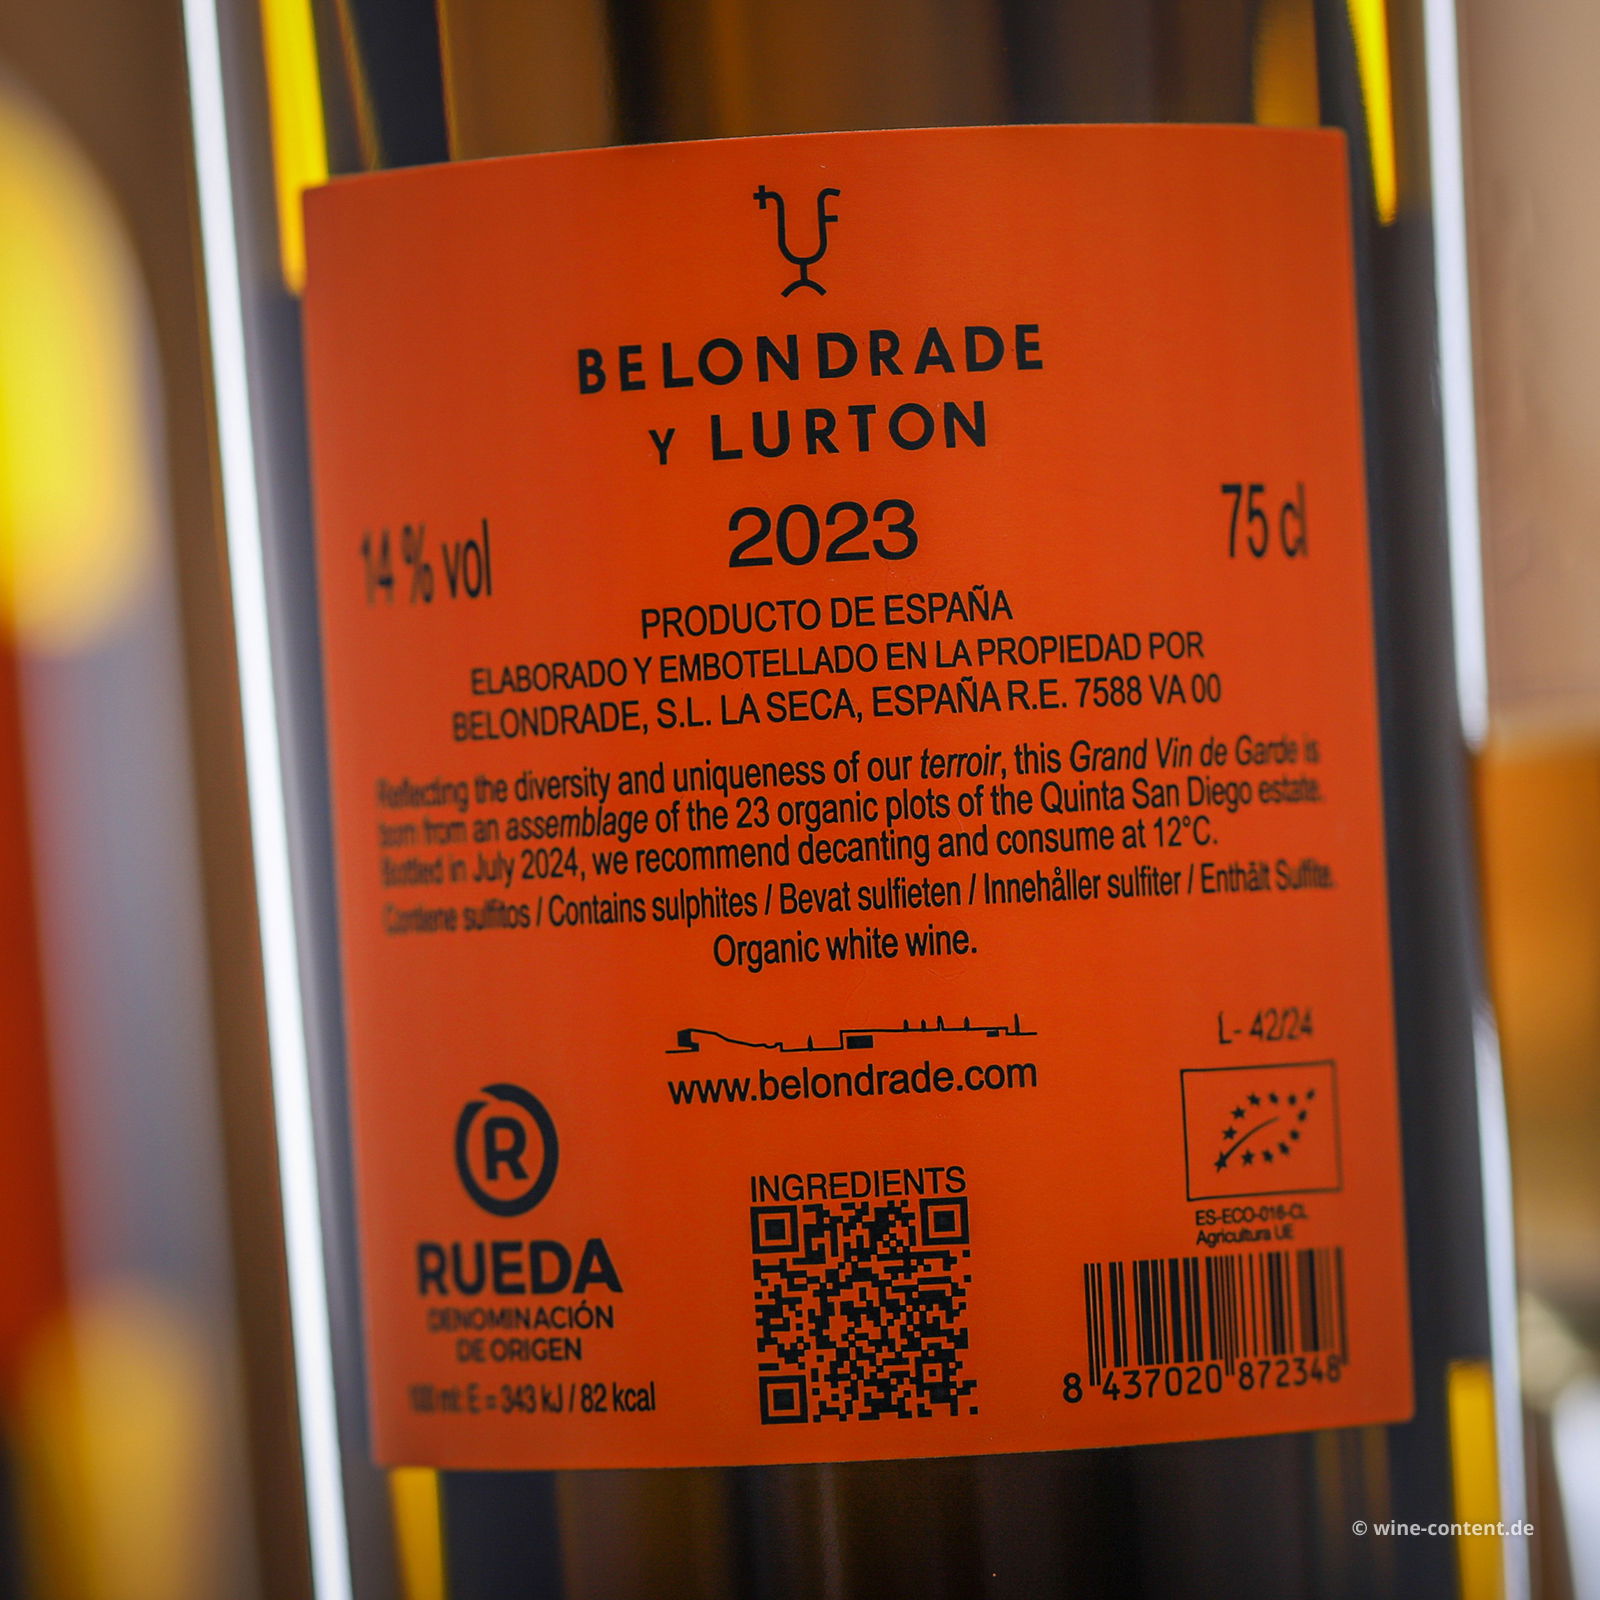 BELONDRADE
Y LURTON
14 % vol
2023
75 cl
PRODUCTO DE ESPAÑA
ELABORADO Y EMBOTELLADO EN LA PROPIEDAD POR
BELONDRADE, S.L. LA SECA, ESPAÑA R.E. 7588 VA 00
Reflecting the diversity and uniqueness of our terroir, this Grand Vin de Garde is
born from an assemblage of the 23 organic plots of the Quinta San Diego estate.
Bottled in July 2024, we recommend decanting and consume at 12°C.
Contiene sulfitos / Contains sulphites / Bevat sulfieten / Innehåller sulfiter / Enthält Sulfite.
Organic white wine.
L- 42/24
www.belondrade.com
R
RUEDA
DENOMINACIÓN
DE ORIGEN
100 ml: E = 343 kJ / 82 kcal
INGREDIENTS
ES-ECO-016-CL
Agricultura UE
8 437020 872348
© wine-content.de